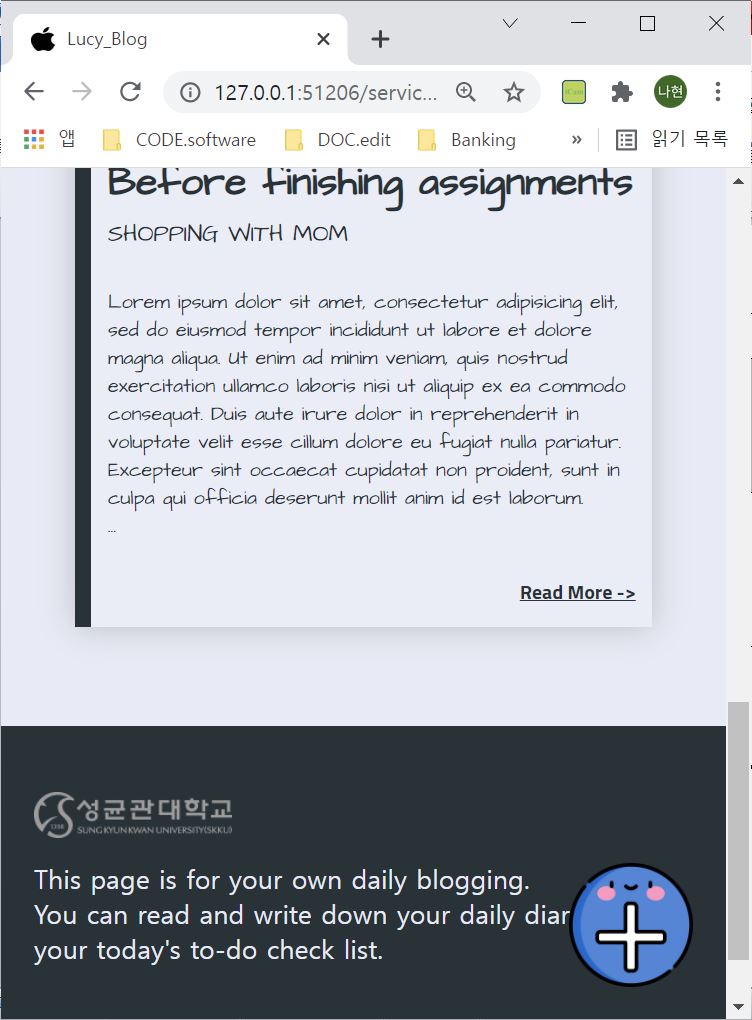 Lucy_Blog
127.0.0.1:51206/servic...
iCam
나현
앱
CODE.software
DOC.edit
Banking
»
읽기 목록
Before finishing assignments
SHOPPING WITH MOM
Lorem ipsum dolor sit amet, consectetur adipisicing elit,
sed do eiusmod tempor incididunt ut labore et dolore
magna aliqua. Ut enim ad minim veniam, quis nostrud
exercitation ullamco laboris nisi ut aliquip ex ea commodo
consequat. Duis aute irure dolor in reprehenderit in
voluptate velit esse cillum dolore eu fugiat nulla pariatur.
Excepteur sint occaecat cupidatat non proident, sunt in
culpa qui officia deserunt mollit anim id est laborum.
...
Read More ->
1398
성균관대학교
SUNGKYUNKWAN UNIVERSITY(SKKU)
This page is for your own daily blogging.
You can read and write down your daily diar
your today's to-do check list.